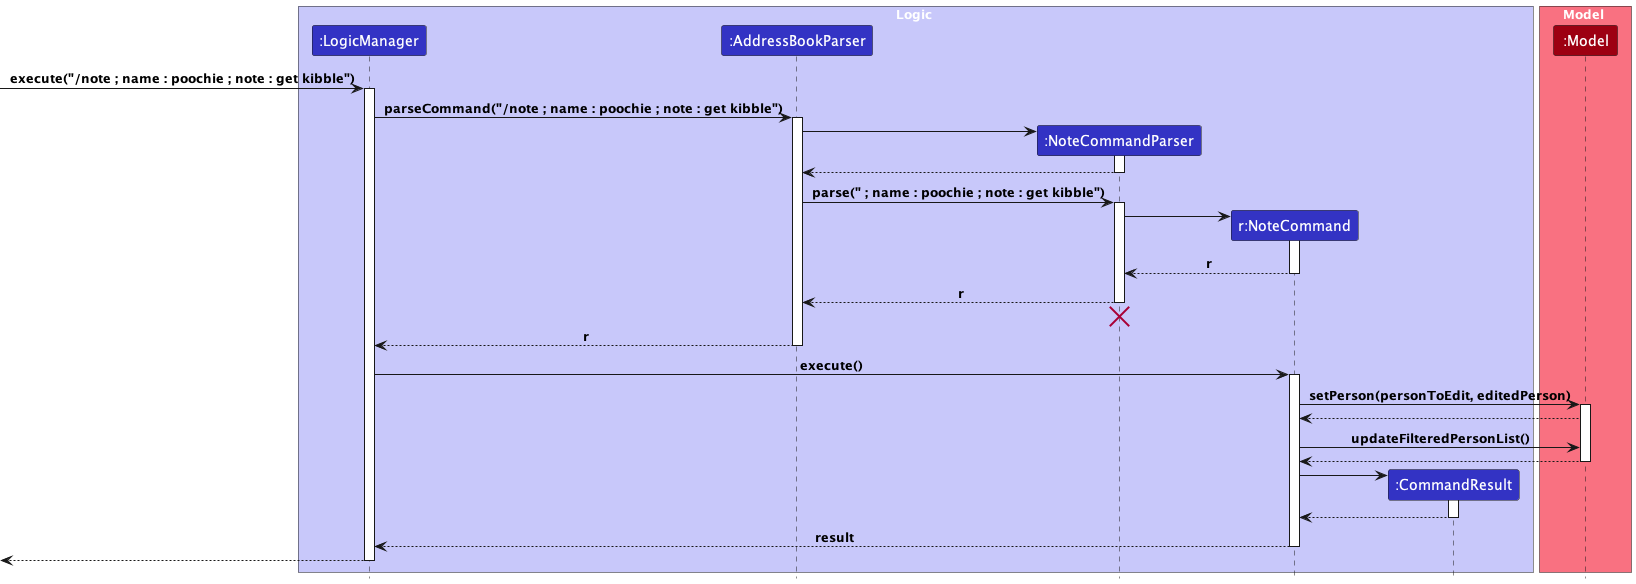 Logic
Model
:LogicManager
:AddressBookParser
:Model
execute("/note ; name : poochie ; note : get kibble")
parseCommand("/note ; name : poochie ; note : get kibble")
:NoteCommandParser
parse(" ; name : poochie ; note : get kibble")
r:NoteCommand
r
r
r
execute()
setPerson(personToEdit, editedPerson)
updateFilteredPersonList()
:CommandResult
result